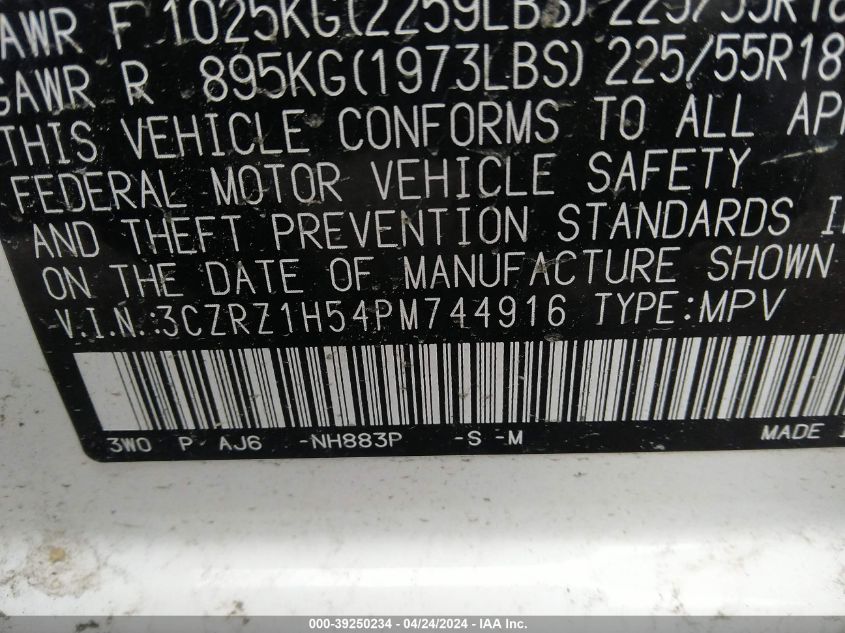 AWR F 1025KG(2259LBS) 225/55R18
GAWR R 895KG(1973LBS) 225/55R18
THIS VEHICLE CONFORMS TO ALL APP
FEDERAL MOTOR VEHICLE SAFETY
AND THEFT PREVENTION STANDARDS I
ON THE DATE OF MANUFACTURE SHOWN
V.I.N.:3CZRZ1H54PM744916 TYPE:MPV
3W0 P AJ6 -NH883P -S -M MADE I
000-39250234 - 04/24/2024 - IAA Inc.